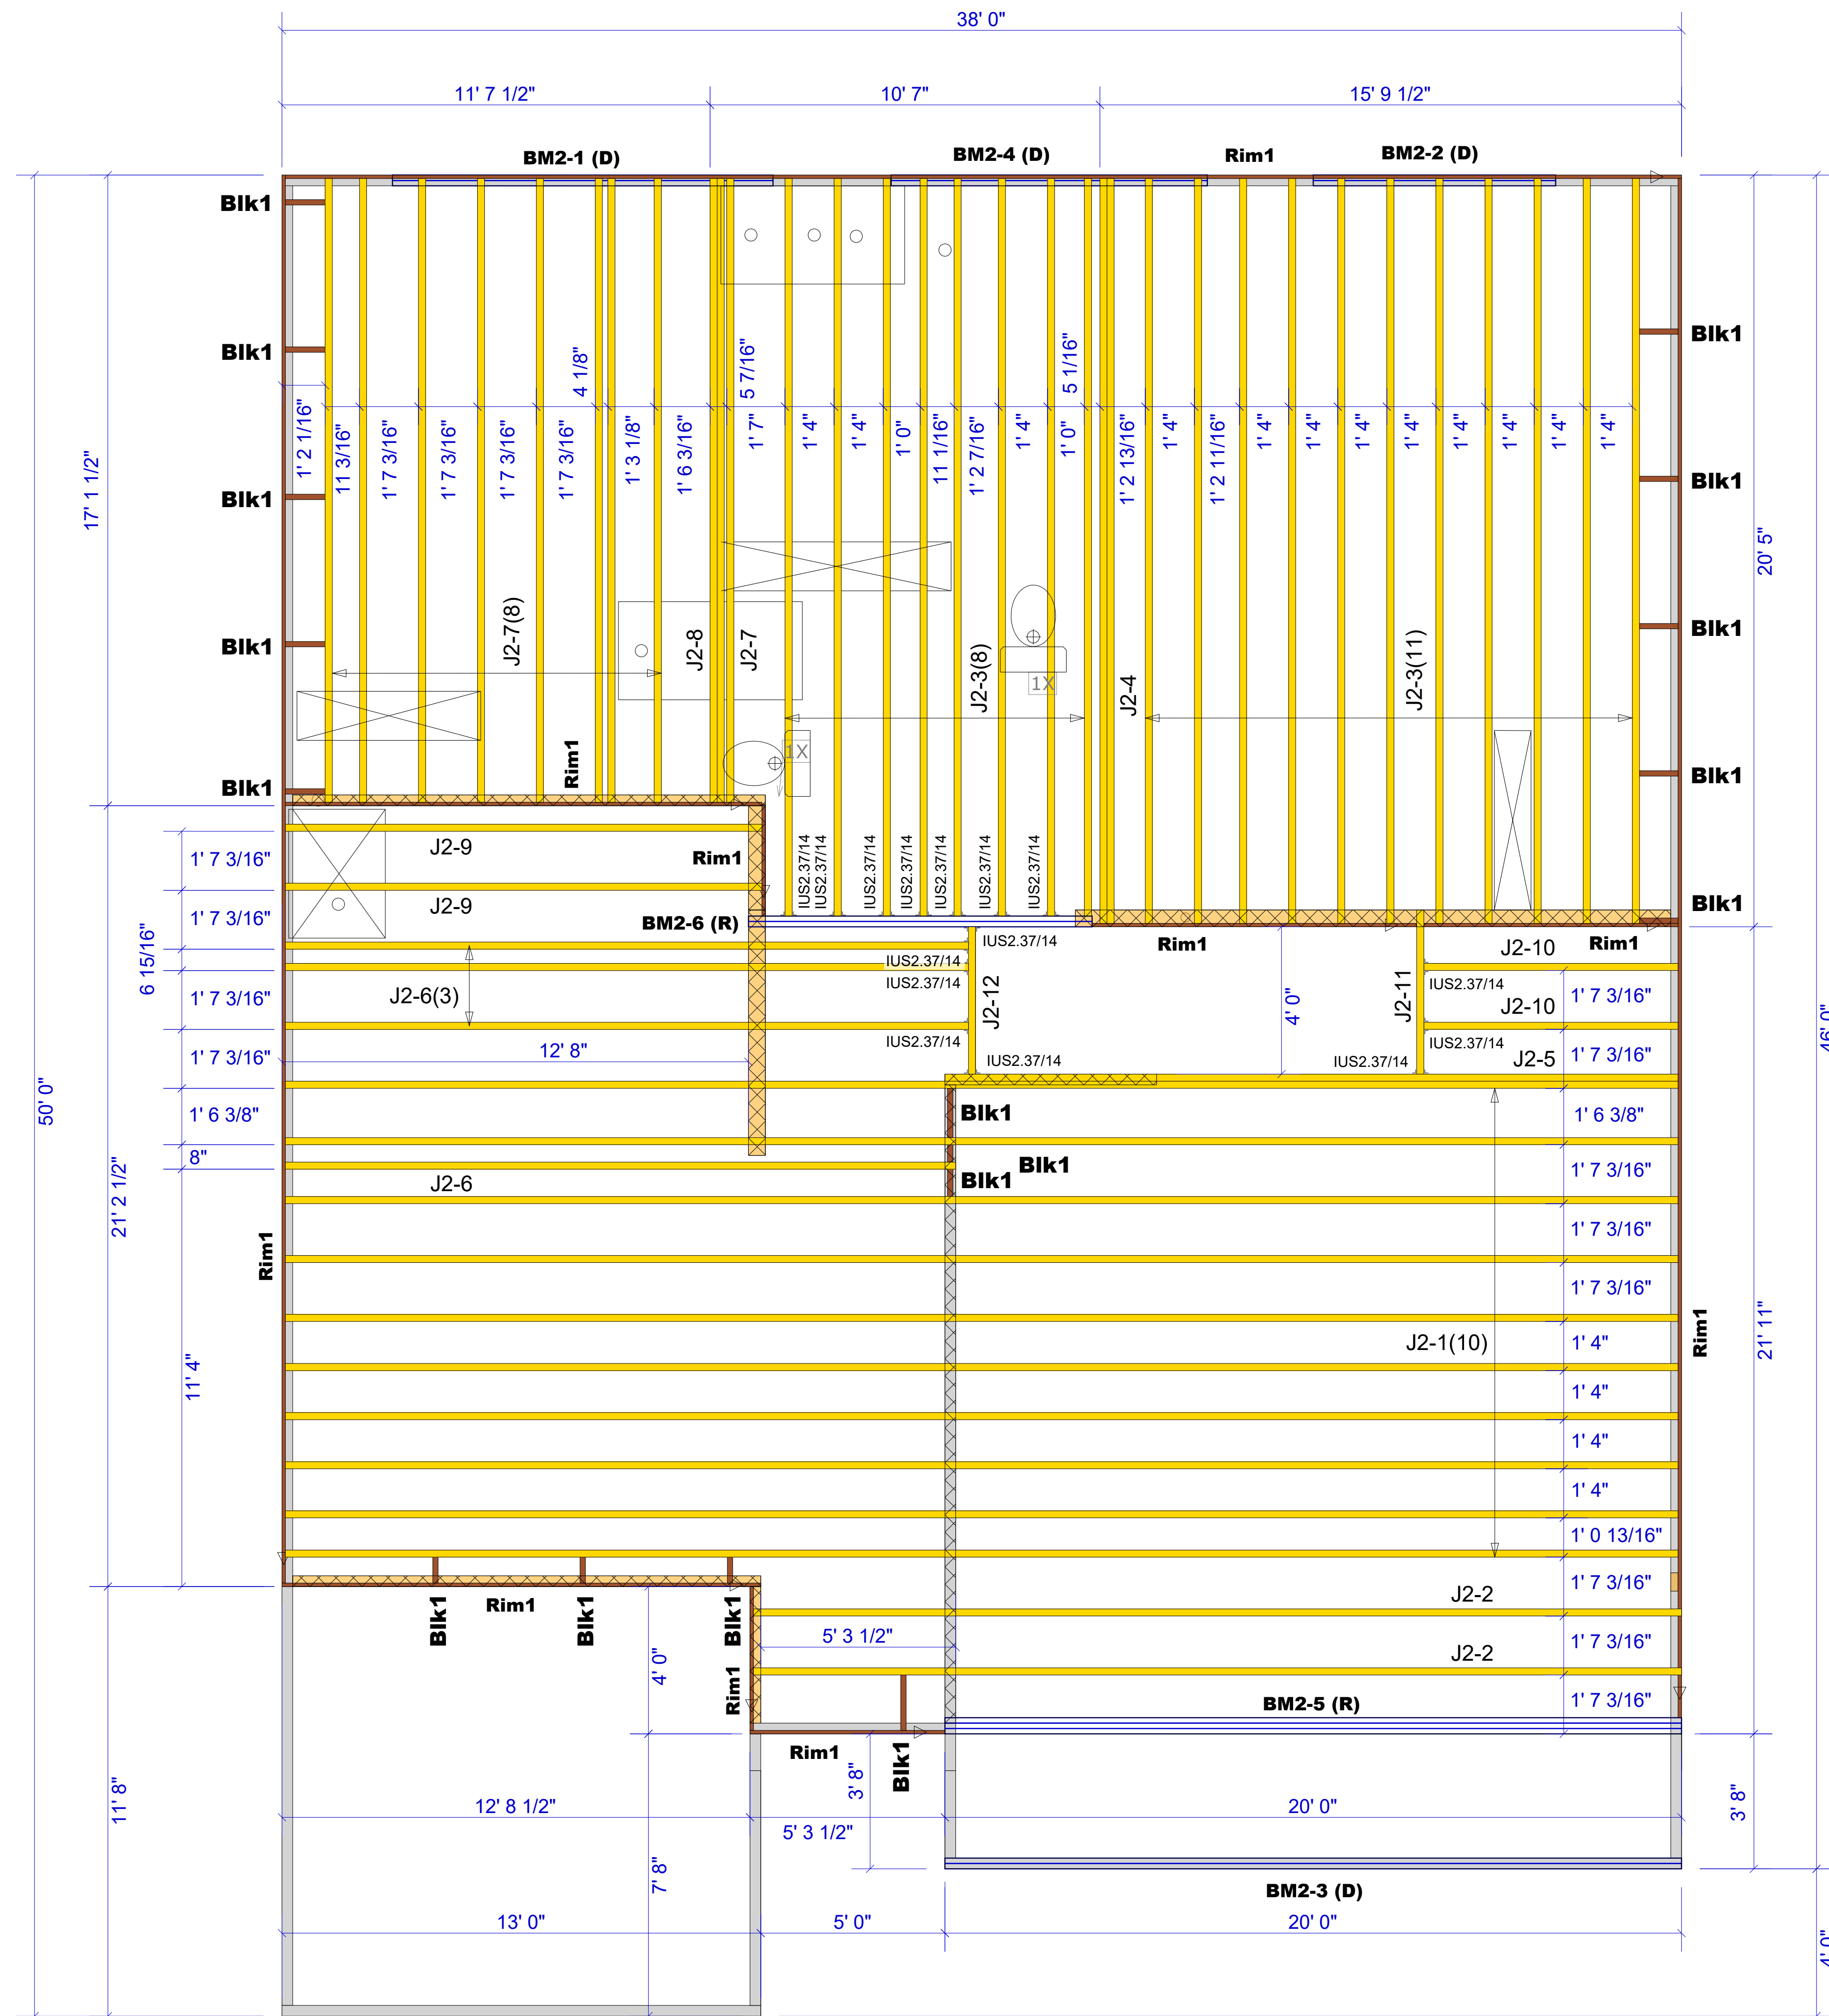 38' 0"
11' 7 1/2"
10' 7"
15' 9 1/2"
BM2-1 (D)
BM2-4 (D)
Rim1
BM2-2 (D)
Blk1
Blk1
Blk1
Blk1
Blk1
Blk1
Blk1
Blk1
Blk1
Blk1
17' 1 1/2"
20' 5"
50' 0"
46' 0"
1' 2 1/16"
11 3/16"
1' 7 3/16"
1' 7 3/16"
1' 7 3/16"
1' 7 3/16"
4 1/8"
1' 3 1/8"
1' 6 3/16"
5 7/16"
1' 7"
1' 4"
1' 4"
1' 0"
11 1/16"
1' 2 7/16"
1' 4"
1' 0"
5 1/16"
1' 2 13/16"
1' 4"
1' 2 11/16"
1' 4"
1' 4"
1' 4"
1' 4"
1' 4"
1' 4"
1' 4"
1' 4"
J2-7(8)
J2-8
J2-7
J2-3(8)
J2-4
J2-3(11)
1X
1X
Rim1
J2-9
J2-9
Rim1
BM2-6 (R)
IUS2.37/14
IUS2.37/14
IUS2.37/14
IUS2.37/14
IUS2.37/14
IUS2.37/14
IUS2.37/14
Rim1
Rim1
1' 7 3/16"
1' 7 3/16"
6 15/16"
1' 7 3/16"
1' 7 3/16"
1' 6 3/8"
8"
11' 4"
21' 2 1/2"
J2-6(3)
12' 8"
IUS2.37/14
IUS2.37/14
IUS2.37/14
IUS2.37/14
IUS2.37/14
J2-12
4' 0"
J2-11
IUS2.37/14
IUS2.37/14
IUS2.37/14
J2-10
J2-10
J2-5
1' 7 3/16"
1' 7 3/16"
1' 6 3/8"
1' 7 3/16"
1' 7 3/16"
1' 7 3/16"
1' 4"
1' 4"
1' 4"
1' 4"
1' 0 13/16"
1' 7 3/16"
1' 7 3/16"
1' 7 3/16"
Blk1
Blk1
Blk1
J2-6
Rim1
J2-1(10)
Rim1
21' 11"
J2-2
J2-2
Rim1
Blk1
Blk1
Blk1
Rim1
5' 3 1/2"
4' 0"
BM2-5 (R)
Rim1
Blk1
3' 8"
3' 8"
11' 8"
12' 8 1/2"
5' 3 1/2"
20' 0"
7' 8"
BM2-3 (D)
13' 0"
5' 0"
20' 0"
4' 0"